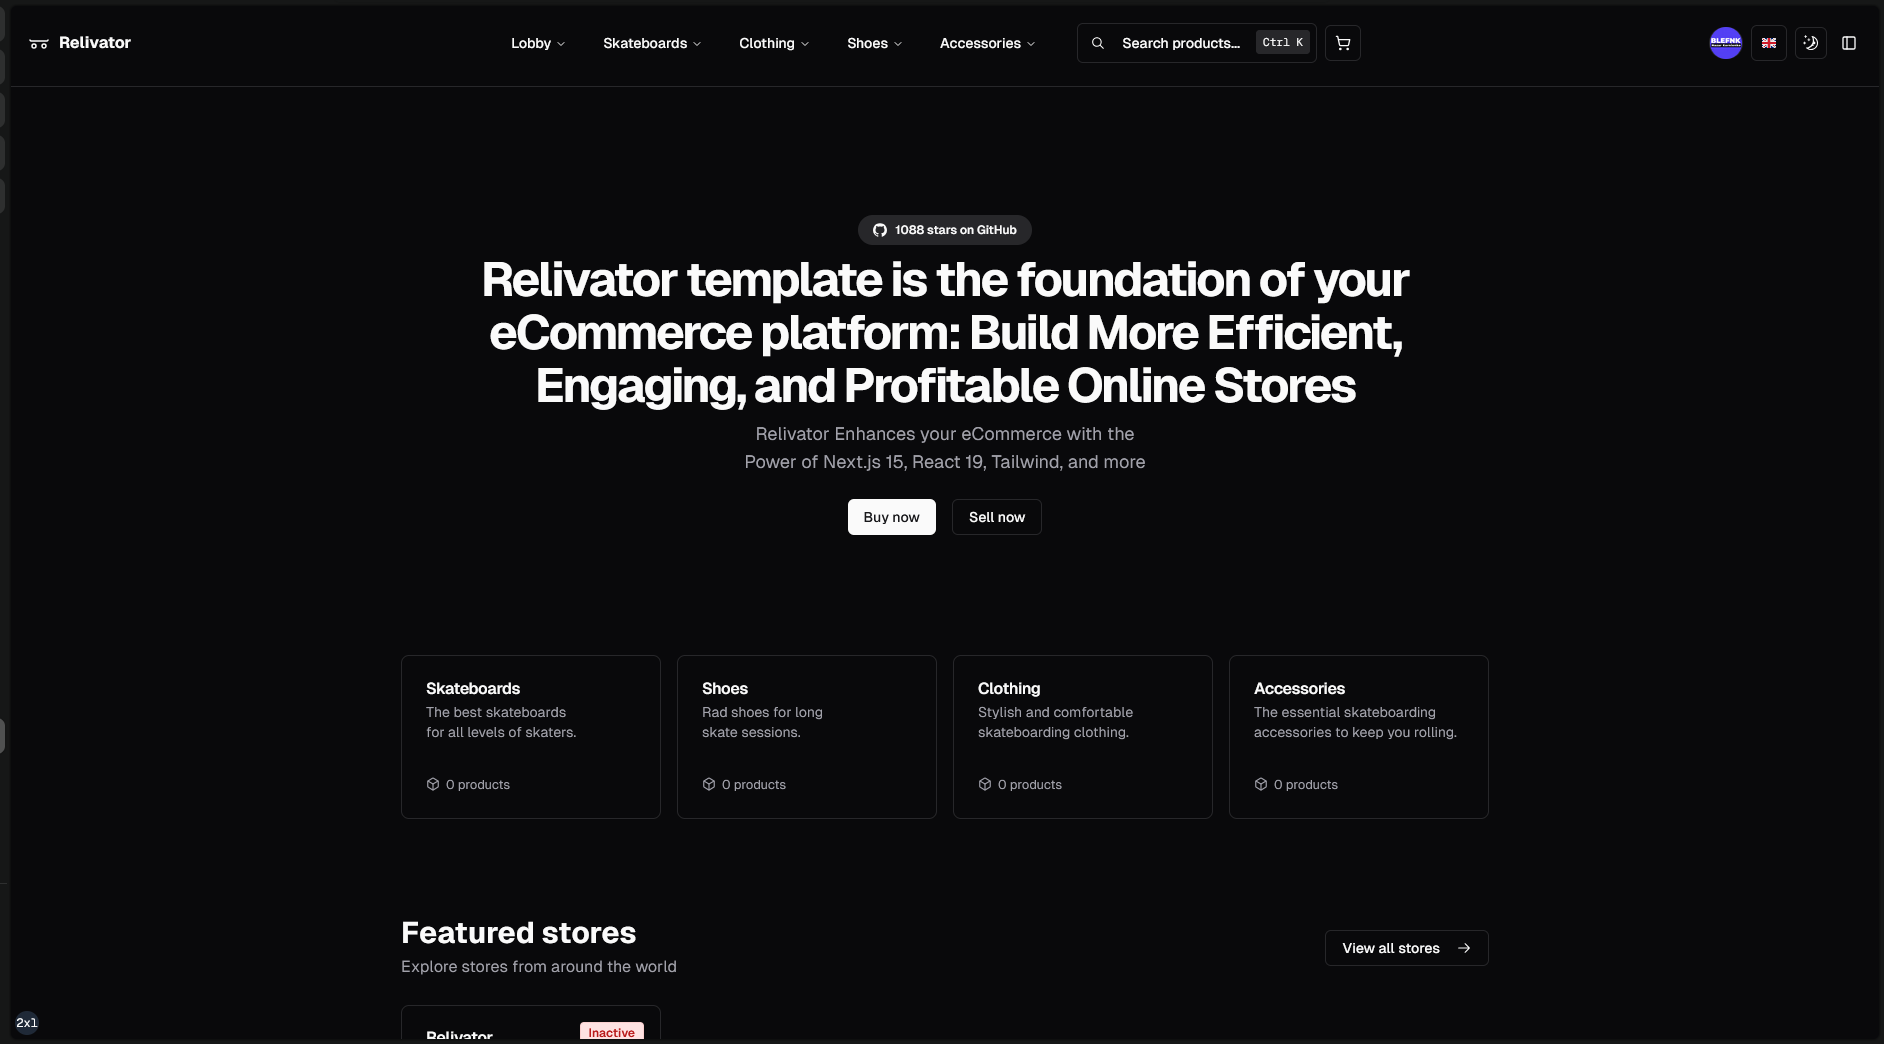 Relivator
Lobby
Skateboards
Clothing
Shoes
Accessories
Search products...
Ctrl K
BLEFNK
1088 stars on GitHub
Relivator template is the foundation of your
eCommerce platform: Build More Efficient,
Engaging, and Profitable Online Stores
Relivator Enhances your eCommerce with the
Power of Next.js 15, React 19, Tailwind, and more
Buy now
Sell now
Skateboards
The best skateboards
for all levels of skaters.
0 products
Shoes
Rad shoes for long
skate sessions.
0 products
Clothing
Stylish and comfortable
skateboarding clothing.
0 products
Accessories
The essential skateboarding
accessories to keep you rolling.
0 products
Featured stores
Explore stores from around the world
View all stores
Relivator
Inactive
2xl